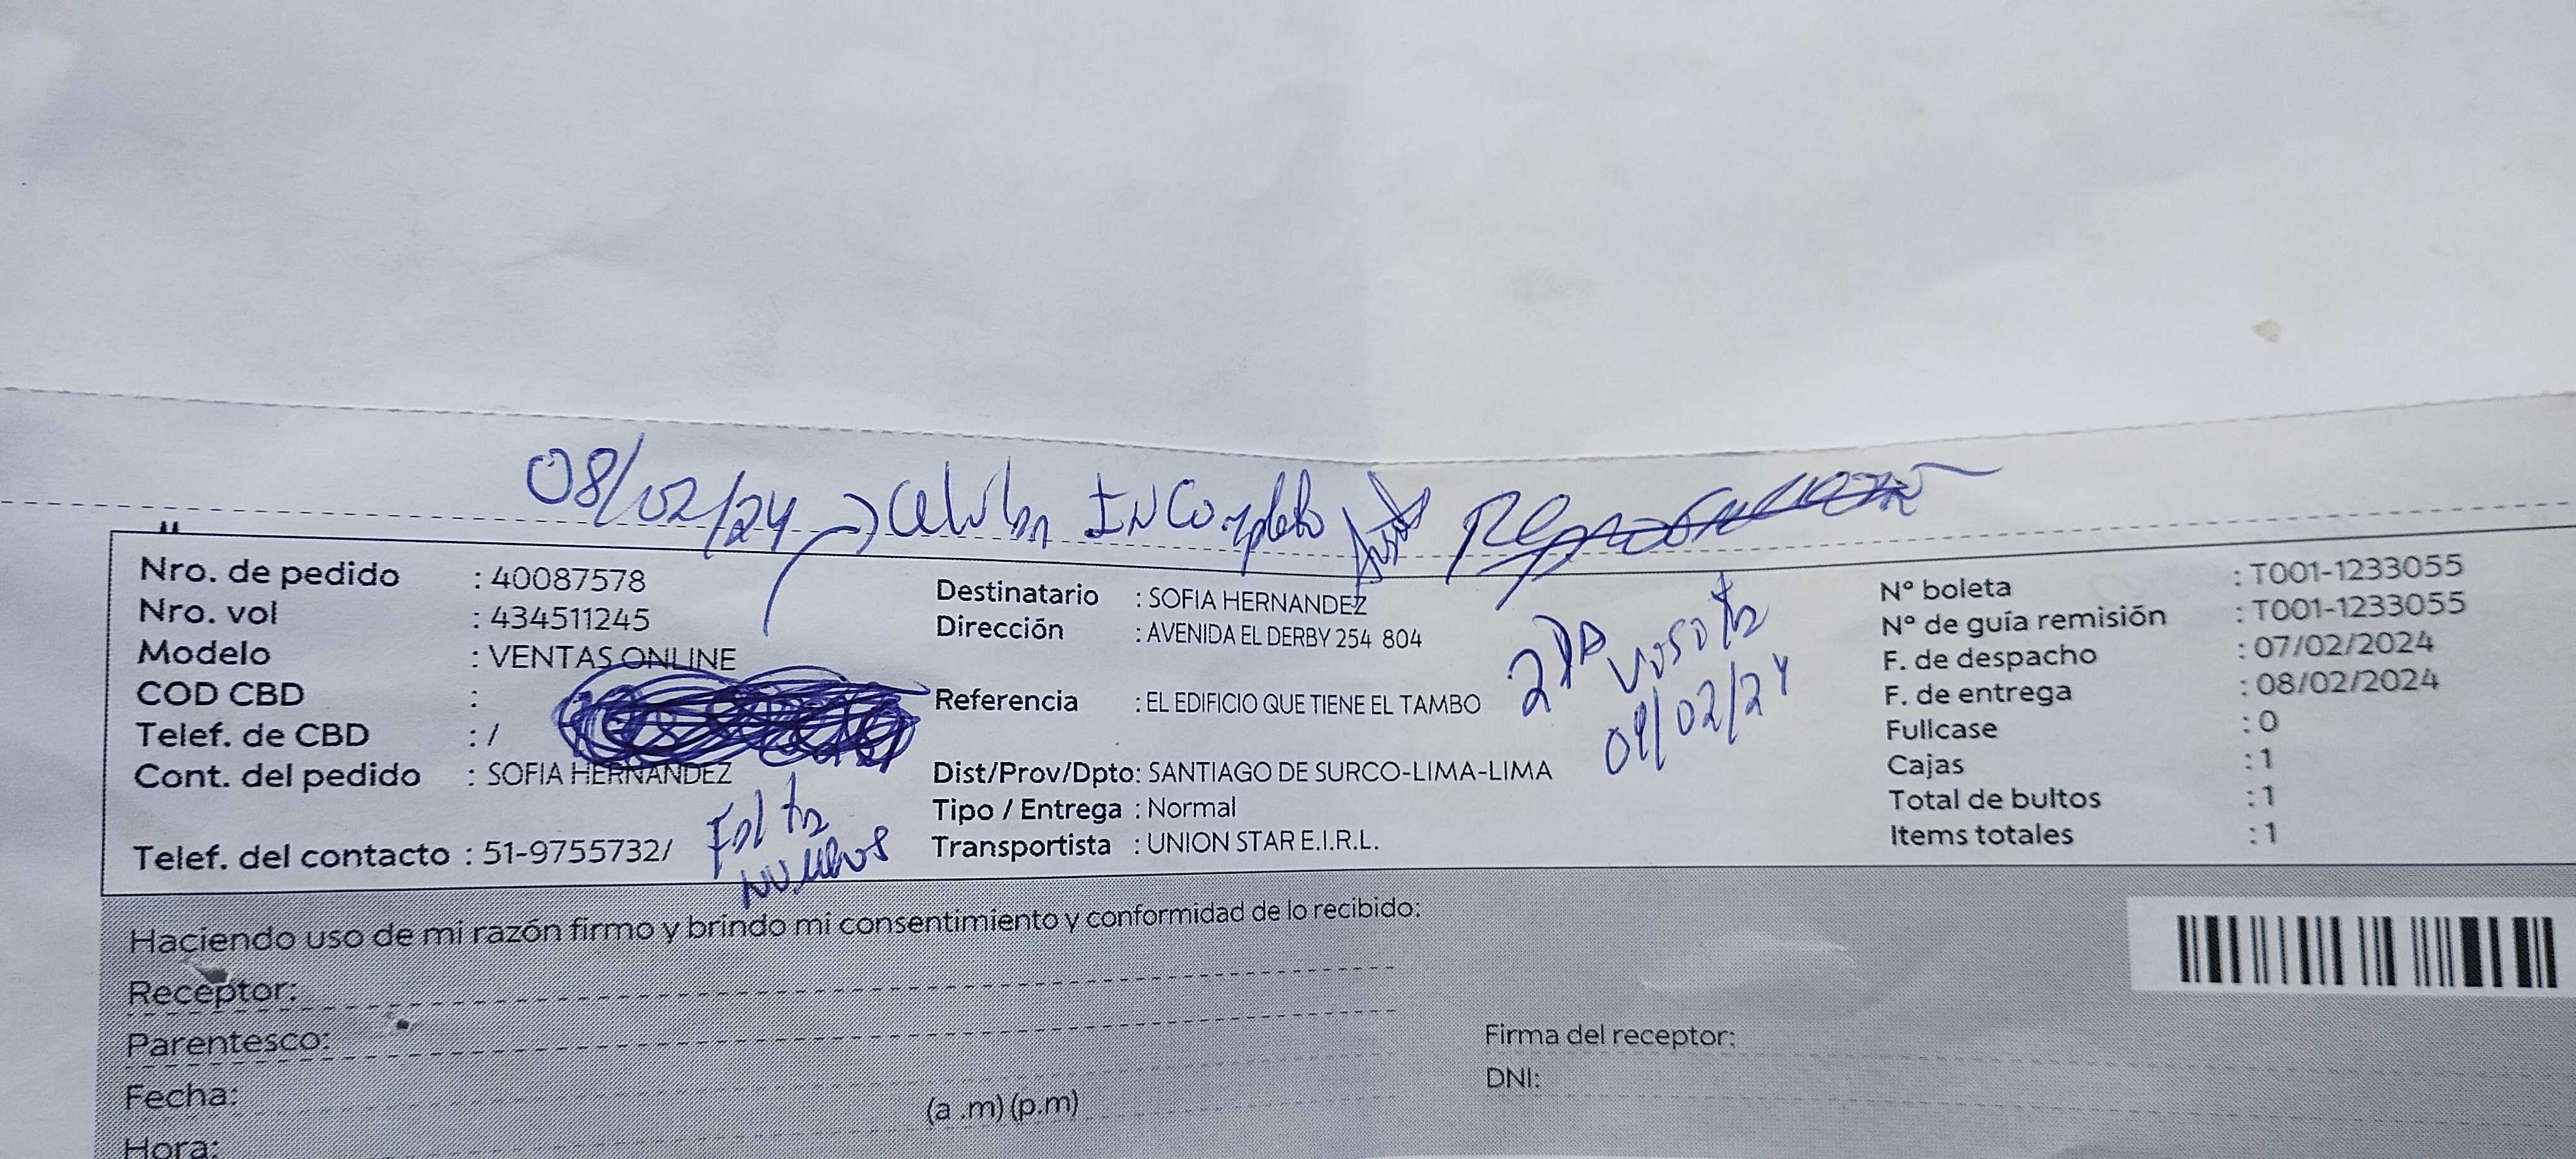 08/02/24 → Celular INCompleto
Nro. de pedido : 40087578
Nro. vol : 434511245
Modelo : VENTAS ONLINE
COD CBD :
Telef. de CBD : /
Cont. del pedido : SOFIA HERNANDEZ
Telef. del contacto : 51-9755732/
Falta
numeros
Destinatario : SOFIA HERNANDEZ
Dirección : AVENIDA EL DERBY 254 804
Referencia : EL EDIFICIO QUE TIENE EL TAMBO
Dist/Prov/Dpto: SANTIAGO DE SURCO-LIMA-LIMA
Tipo / Entrega : Normal
Transportista : UNION STAR E.I.R.L.
2DA visita
09/02/24
N° boleta : T001-1233055
N° de guía remisión : T001-1233055
F. de despacho : 07/02/2024
F. de entrega : 08/02/2024
Fullcase : 0
Cajas : 1
Total de bultos : 1
Items totales : 1
Haciendo uso de mi razón firmo y brindo mi consentimiento y conformidad de lo recibido:
Receptor:
Parentesco:
Fecha:
(a .m) (p.m)
Hora:
Firma del receptor:
DNI: